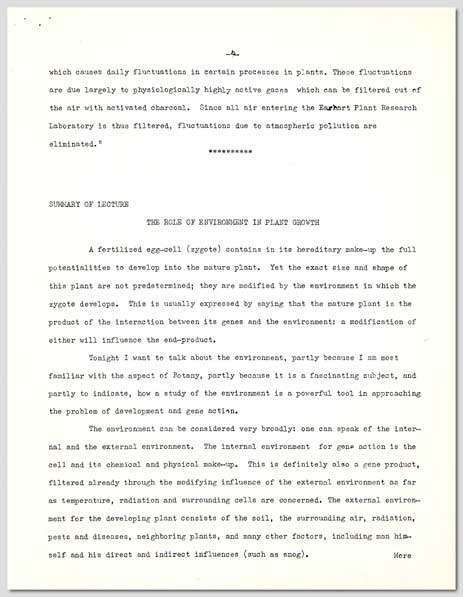 -4-
which causes daily fluctuations in certain processes in plants. These fluctuations
are due largely to physiologically highly active gases which can be filtered out of
the air with activated charcoal. Since all air entering the Earhart Plant Research
Laboratory is thus filtered, fluctuations due to atmospheric pollution are
eliminated."
**********
SUMMARY OF LECTURE
THE ROLE OF ENVIRONMENT IN PLANT GROWTH
A fertilized egg-cell (zygote) contains in its hereditary make-up the full
potentialities to develop into the mature plant. Yet the exact size and shape of
this plant are not predetermined; they are modified by the environment in which the
zygote develops. This is usually expressed by saying that the mature plant is the
product of the interaction between its genes and the environment: a modification of
either will influence the end-product.
Tonight I want to talk about the environment, partly because I am most
familiar with the aspect of Botany, partly because it is a fascinating subject, and
partly to indicate, how a study of the environment is a powerful tool in approaching
the problem of development and gene action.
The environment can be considered very broadly: one can speak of the inter-
nal and the external environment. The internal environment for gene action is the
cell and its chemical and physical make-up. This is definitely also a gene product,
filtered already through the modifying influence of the external environment as far
as temperature, radiation and surrounding cells are concerned. The external environ-
ment for the developing plant consists of the soil, the surrounding air, radiation,
pests and diseases, neighboring plants, and many other factors, including man him-
self and his direct and indirect influences (such as smog). More